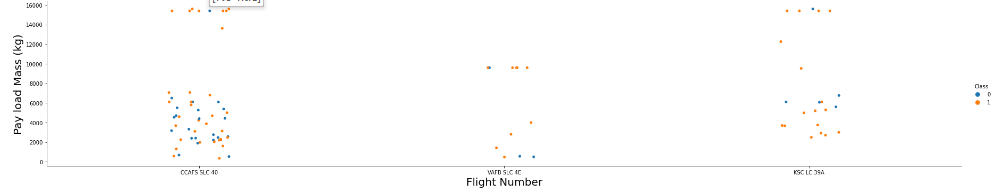 16000
14000
12000
10000
8000
6000
4000
2000
0
Pay load Mass (kg)
CCAFS SLC 40
VAFB SLC 4E
KSC LC 39A
Flight Number
Class
0
1